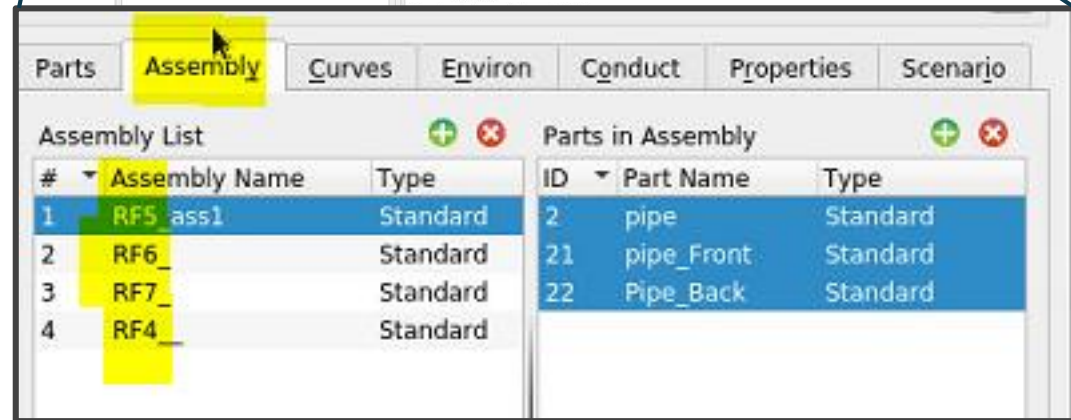 Parts Assembly Curves Environ Conduct Properties Scenario
Assembly List Parts in Assembly
# Assembly Name Type ID Part Name Type
1 RF5_ass1 Standard 2 pipe Standard
2 RF6_ Standard 21 pipe_Front Standard
3 RF7_ Standard 22 Pipe_Back Standard
4 RF4__ Standard